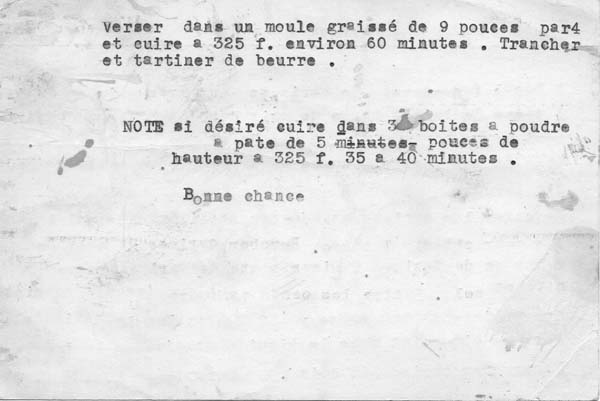 Verser dans un moule graissé de 9 pouces par4
et cuire a 325 f. environ 60 minutes . Trancher
et tartiner de beurre .
NOTE si désiré cuire dans 3 boites a poudre
a pate de 5 minutes- pouces de
hauteur a 325 f. 35 a 40 minutes .
Bonne chance